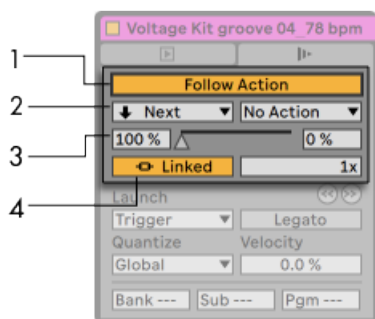 Voltage Kit groove 04_78 bpm
1
Follow Action
2
Next No Action
3
100 % 0 %
Linked 1x
4
Launch
Trigger Legato
Quantize Velocity
Global 0.0 %
Bank --- Sub --- Pgm ---